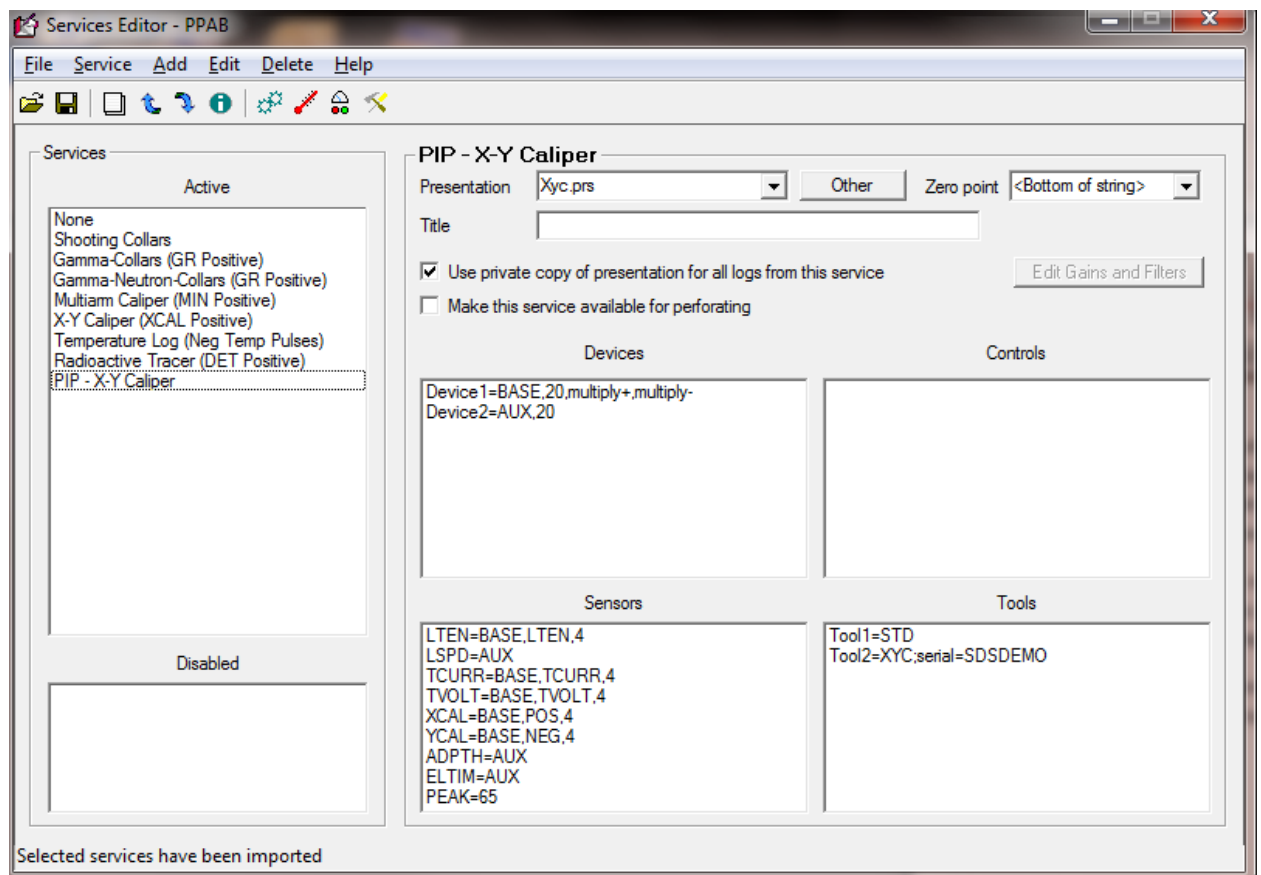 Services Editor - PPAB
File Service Add Edit Delete Help
Services
Active
None
Shooting Collars
Gamma-Collars (GR Positive)
Gamma-Neutron-Collars (GR Positive)
Multiarm Caliper (MIN Positive)
X-Y Caliper (XCAL Positive)
Temperature Log (Neg Temp Pulses)
Radioactive Tracer (DET Positive)
PIP - X-Y Caliper
Disabled
PIP - X-Y Caliper
Presentation Xyc.prs Other Zero point <Bottom of string>
Title
Use private copy of presentation for all logs from this service Edit Gains and Filters
Make this service available for perforating
Devices
Device1=BASE,20,multiply+,multiply-
Device2=AUX,20
Controls
Sensors
LTEN=BASE,LTEN,4
LSPD=AUX
TCURR=BASE,TCURR,4
TVOLT=BASE,TVOLT,4
XCAL=BASE,POS,4
YCAL=BASE,NEG,4
ADPTH=AUX
ELTIM=AUX
PEAK=65
Tools
Tool1=STD
Tool2=XYC;serial=SDSDEMO
Selected services have been imported